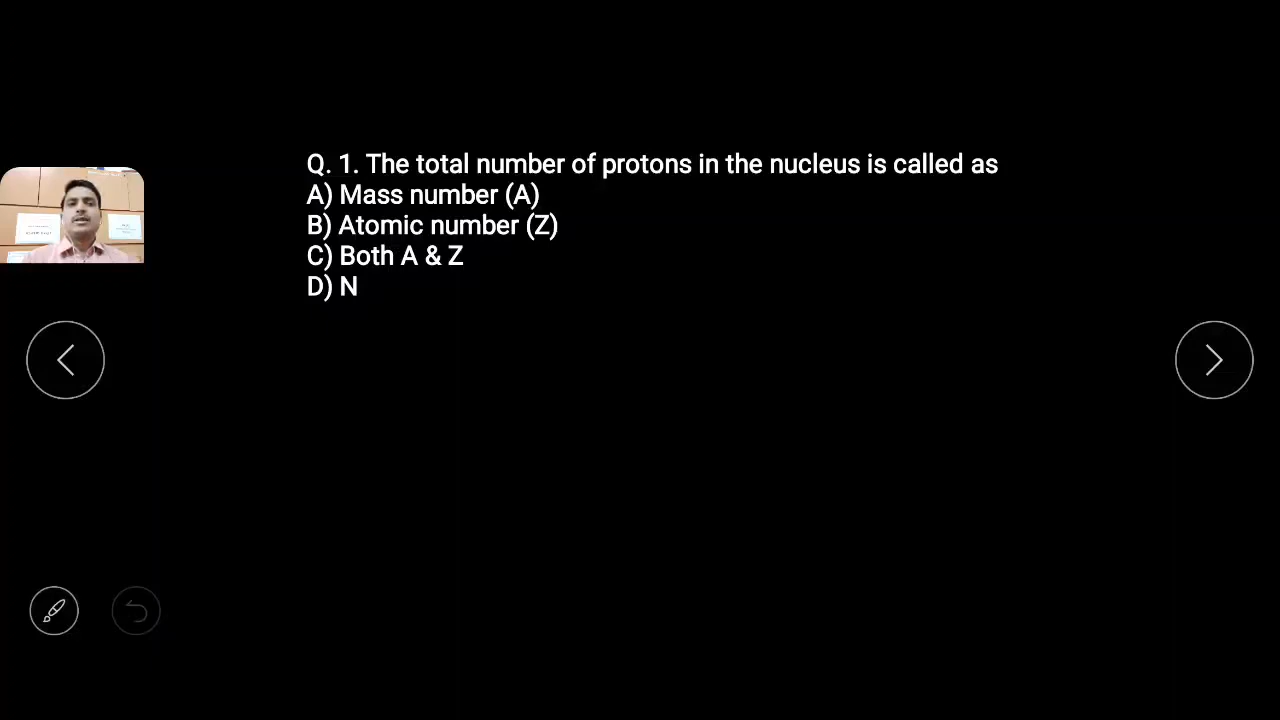 Q. 1. The total number of protons in the nucleus is called as
A) Mass number (A)
B) Atomic number (Z)
C) Both A & Z
D) N